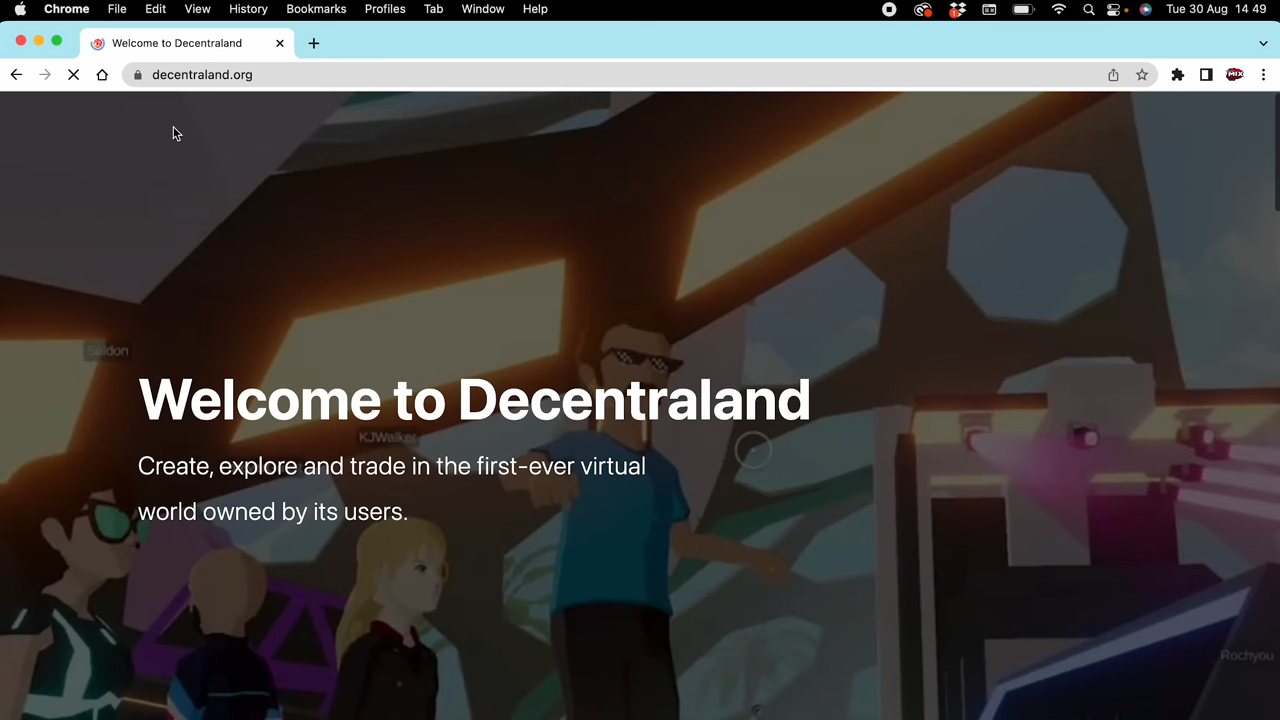 Chrome File Edit View History Bookmarks Profiles Tab Window Help Tue 30 Aug 14 49
Welcome to Decentraland
decentraland.org
MIX
Seldon
Welcome to Decentraland
KJWalker
Create, explore and trade in the first-ever virtual
world owned by its users.
Rochyou